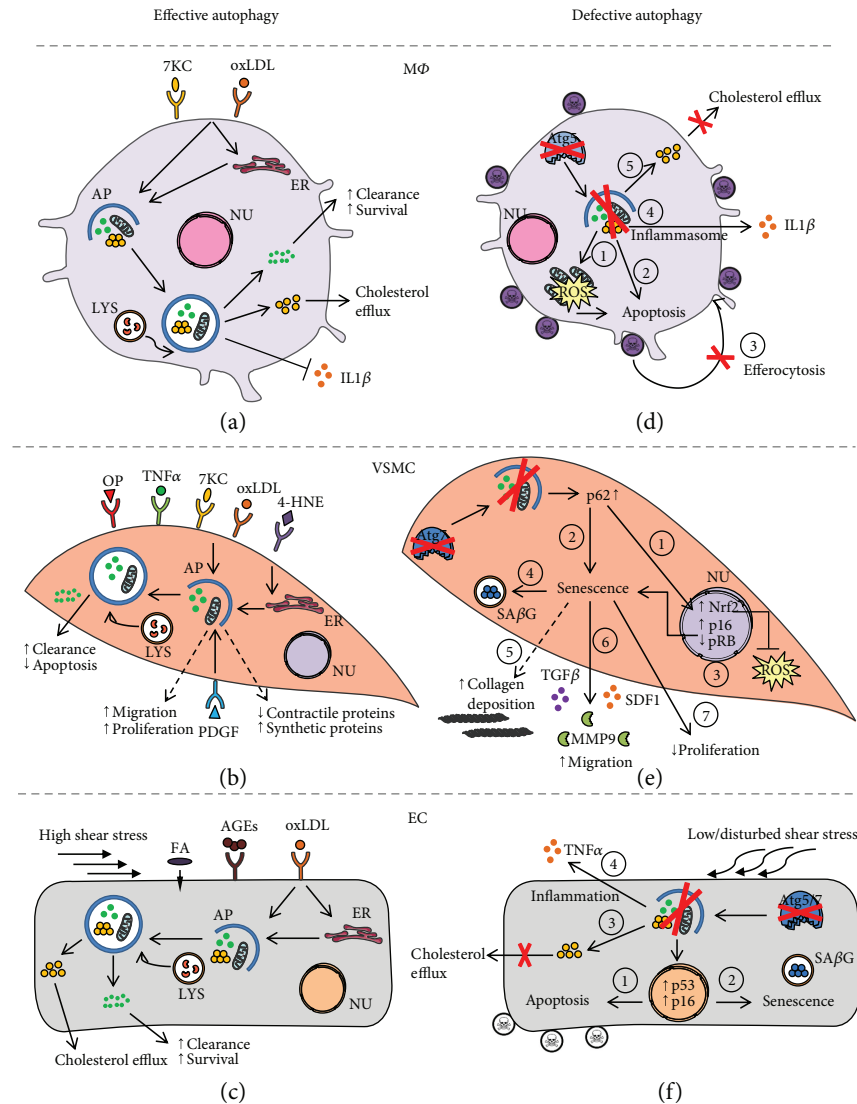 Effective autophagy
Defective autophagy
MΦ
7KC
oxLDL
ER
AP
NU
↑ Clearance
↑ Survival
LYS
Cholesterol
efflux
IL1β
(a)
Cholesterol efflux
Atg5
5
NU
4
Inflammasome
IL1β
1
2
ROS
Apoptosis
3
Efferocytosis
(d)
VSMC
OP
TNFα
7KC
oxLDL
4-HNE
AP
ER
LYS
NU
↑ Clearance
↓ Apoptosis
↑ Migration
↑ Proliferation
PDGF
↓ Contractile proteins
↑ Synthetic proteins
(b)
p62↑
Atg7
2
1
NU
4
Senescence
↑ Nrf2
↑ p16
↓ pRB
SAβG
5
6
3
ROS
↑ Collagen
deposition
TGFβ
SDF1
7
MMP9
↑ Migration
↓Proliferation
(e)
EC
High shear stress
FA
AGEs
oxLDL
AP
ER
LYS
NU
Cholesterol efflux
↑ Clearance
↑ Survival
(c)
Low/disturbed shear stress
TNFα
4
Inflammation
Atg5/7
3
Cholesterol
efflux
SAβG
1
2
↑ p53
↑ p16
Apoptosis
Senescence
(f)